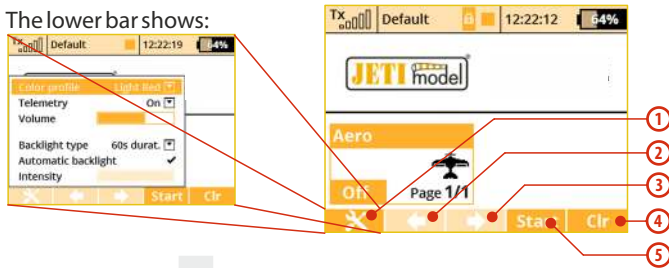 The lower bar shows:
Tx Default 12:22:19 64%
Color profile Light Red
Telemetry On
Volume
Backlight type 60s durat.
Automatic backlight
Intensity
Start Clr
Tx Default 12:22:12 64%
JETI model
Aero
Off Page 1/1
Start Clr
1
2
3
4
5